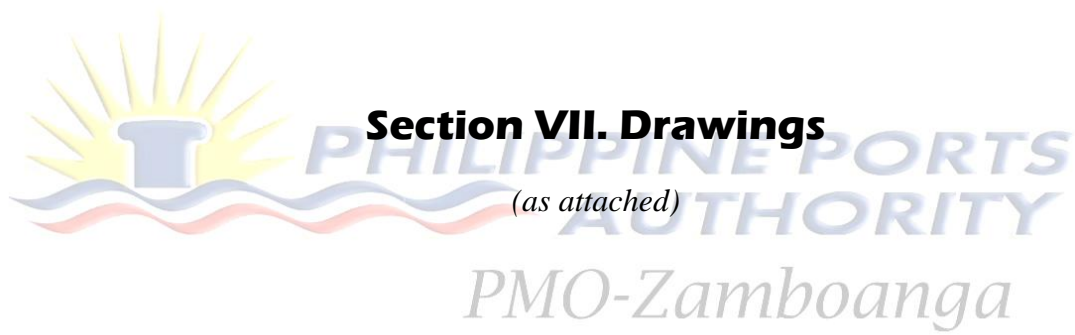 Section VII. Drawings
PHILIPPINE PORTS
(as attached)
AUTHORITY
PMO-Zamboanga